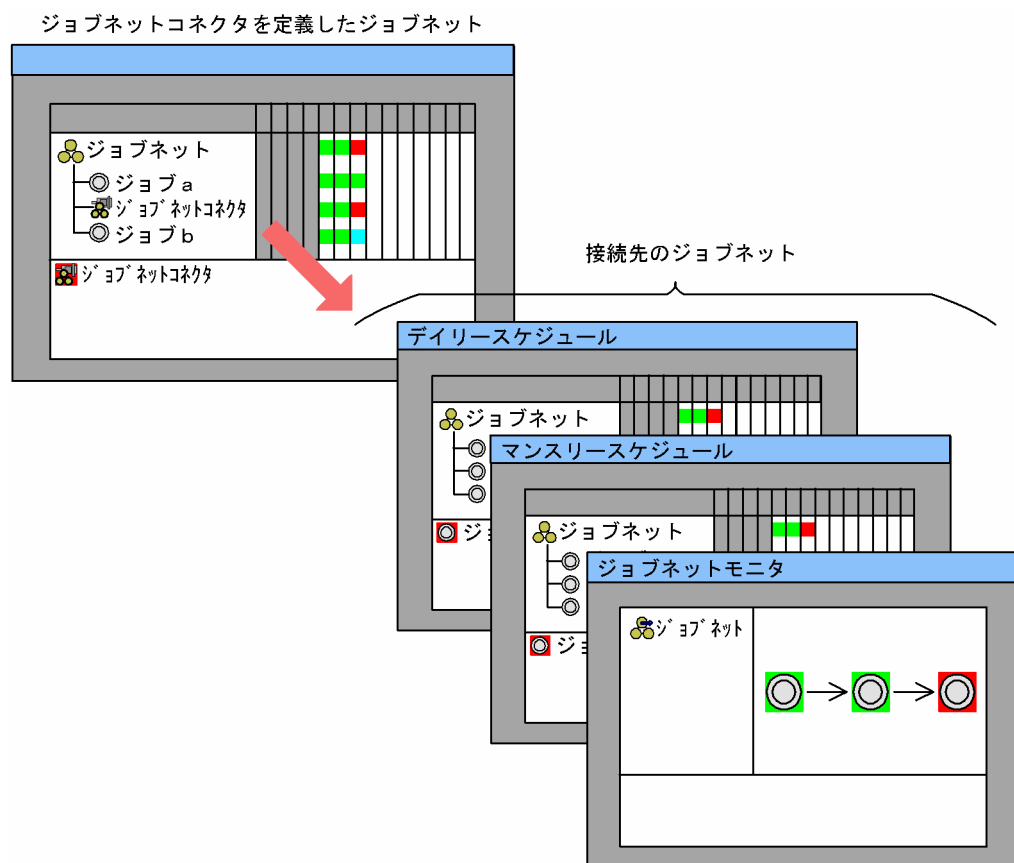 ジョブネットコネクタを定義したジョブネット
ジョブネット
ジョブａ
ｼﾞｮﾌﾞﾈｯﾄｺﾈｸﾀ
ジョブｂ
ｼﾞｮﾌﾞﾈｯﾄｺﾈｸﾀ
接続先のジョブネット
デイリースケジュール
ジョブネット
ジョ
マンスリースケジュール
ジョブネット
ジョ
ジョブネットモニタ
ｼﾞｮﾌﾞﾈｯﾄ